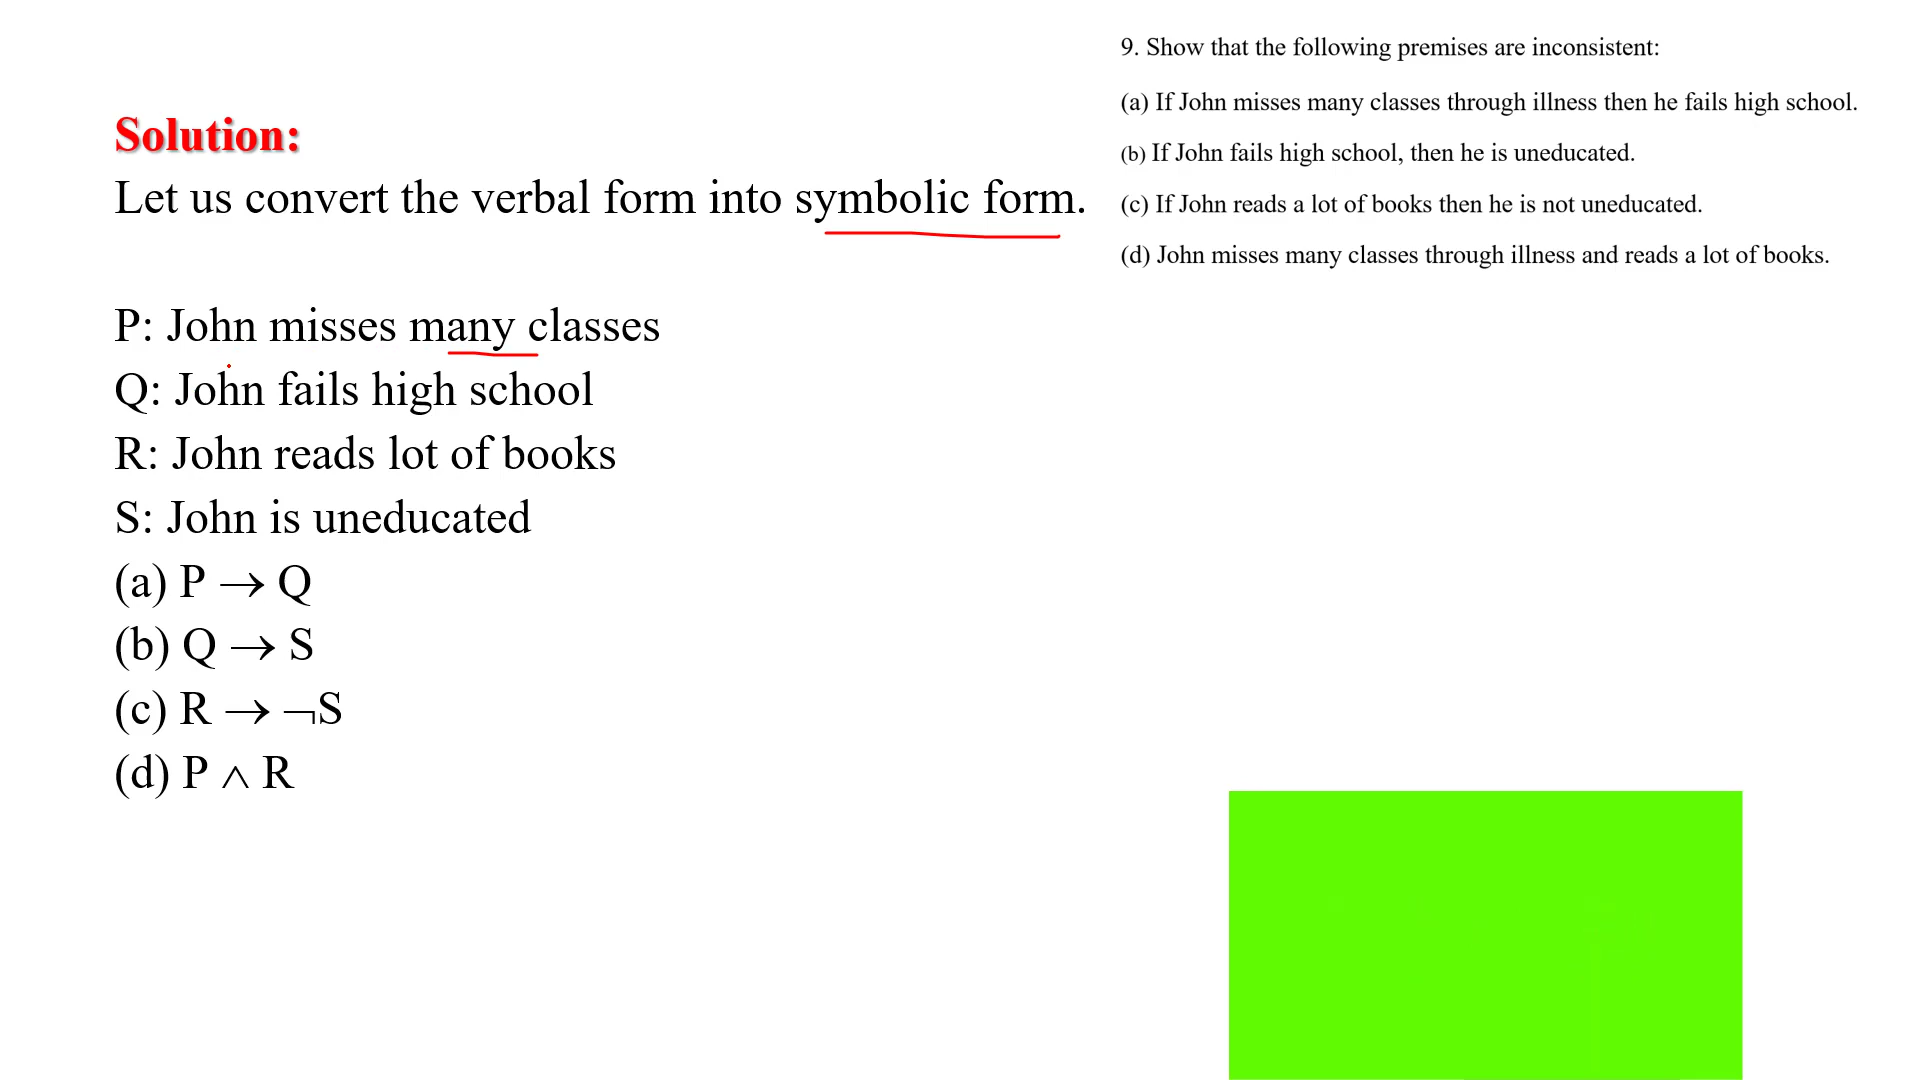 9. Show that the following premises are inconsistent:
(a) If John misses many classes through illness then he fails high school.
(b) If John fails high school, then he is uneducated.
(c) If John reads a lot of books then he is not uneducated.
(d) John misses many classes through illness and reads a lot of books.
Solution:
Let us convert the verbal form into symbolic form.
P: John misses many classes
Q: John fails high school
R: John reads lot of books
S: John is uneducated
(a) P → Q
(b) Q → S
(c) R → ¬S
(d) P ∧ R